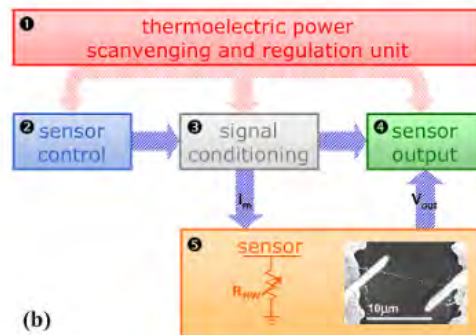 ❶
thermoelectric power
scanvenging and regulation unit
❷ sensor
control
❸ signal
conditioning
❹ sensor
output
Im
Vout
❺ sensor
RNW
10µm
(b)